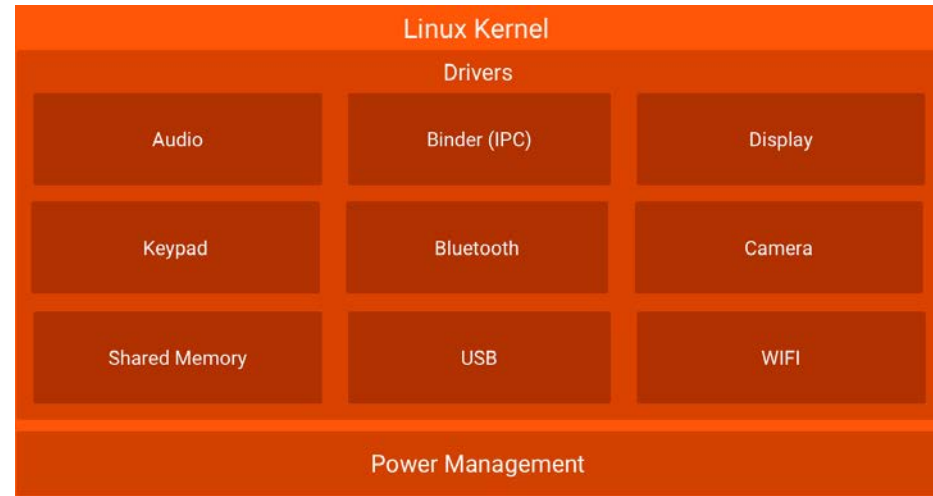 Linux Kernel
Drivers
Audio
Binder (IPC)
Display
Keypad
Bluetooth
Camera
Shared Memory
USB
WIFI
Power Management